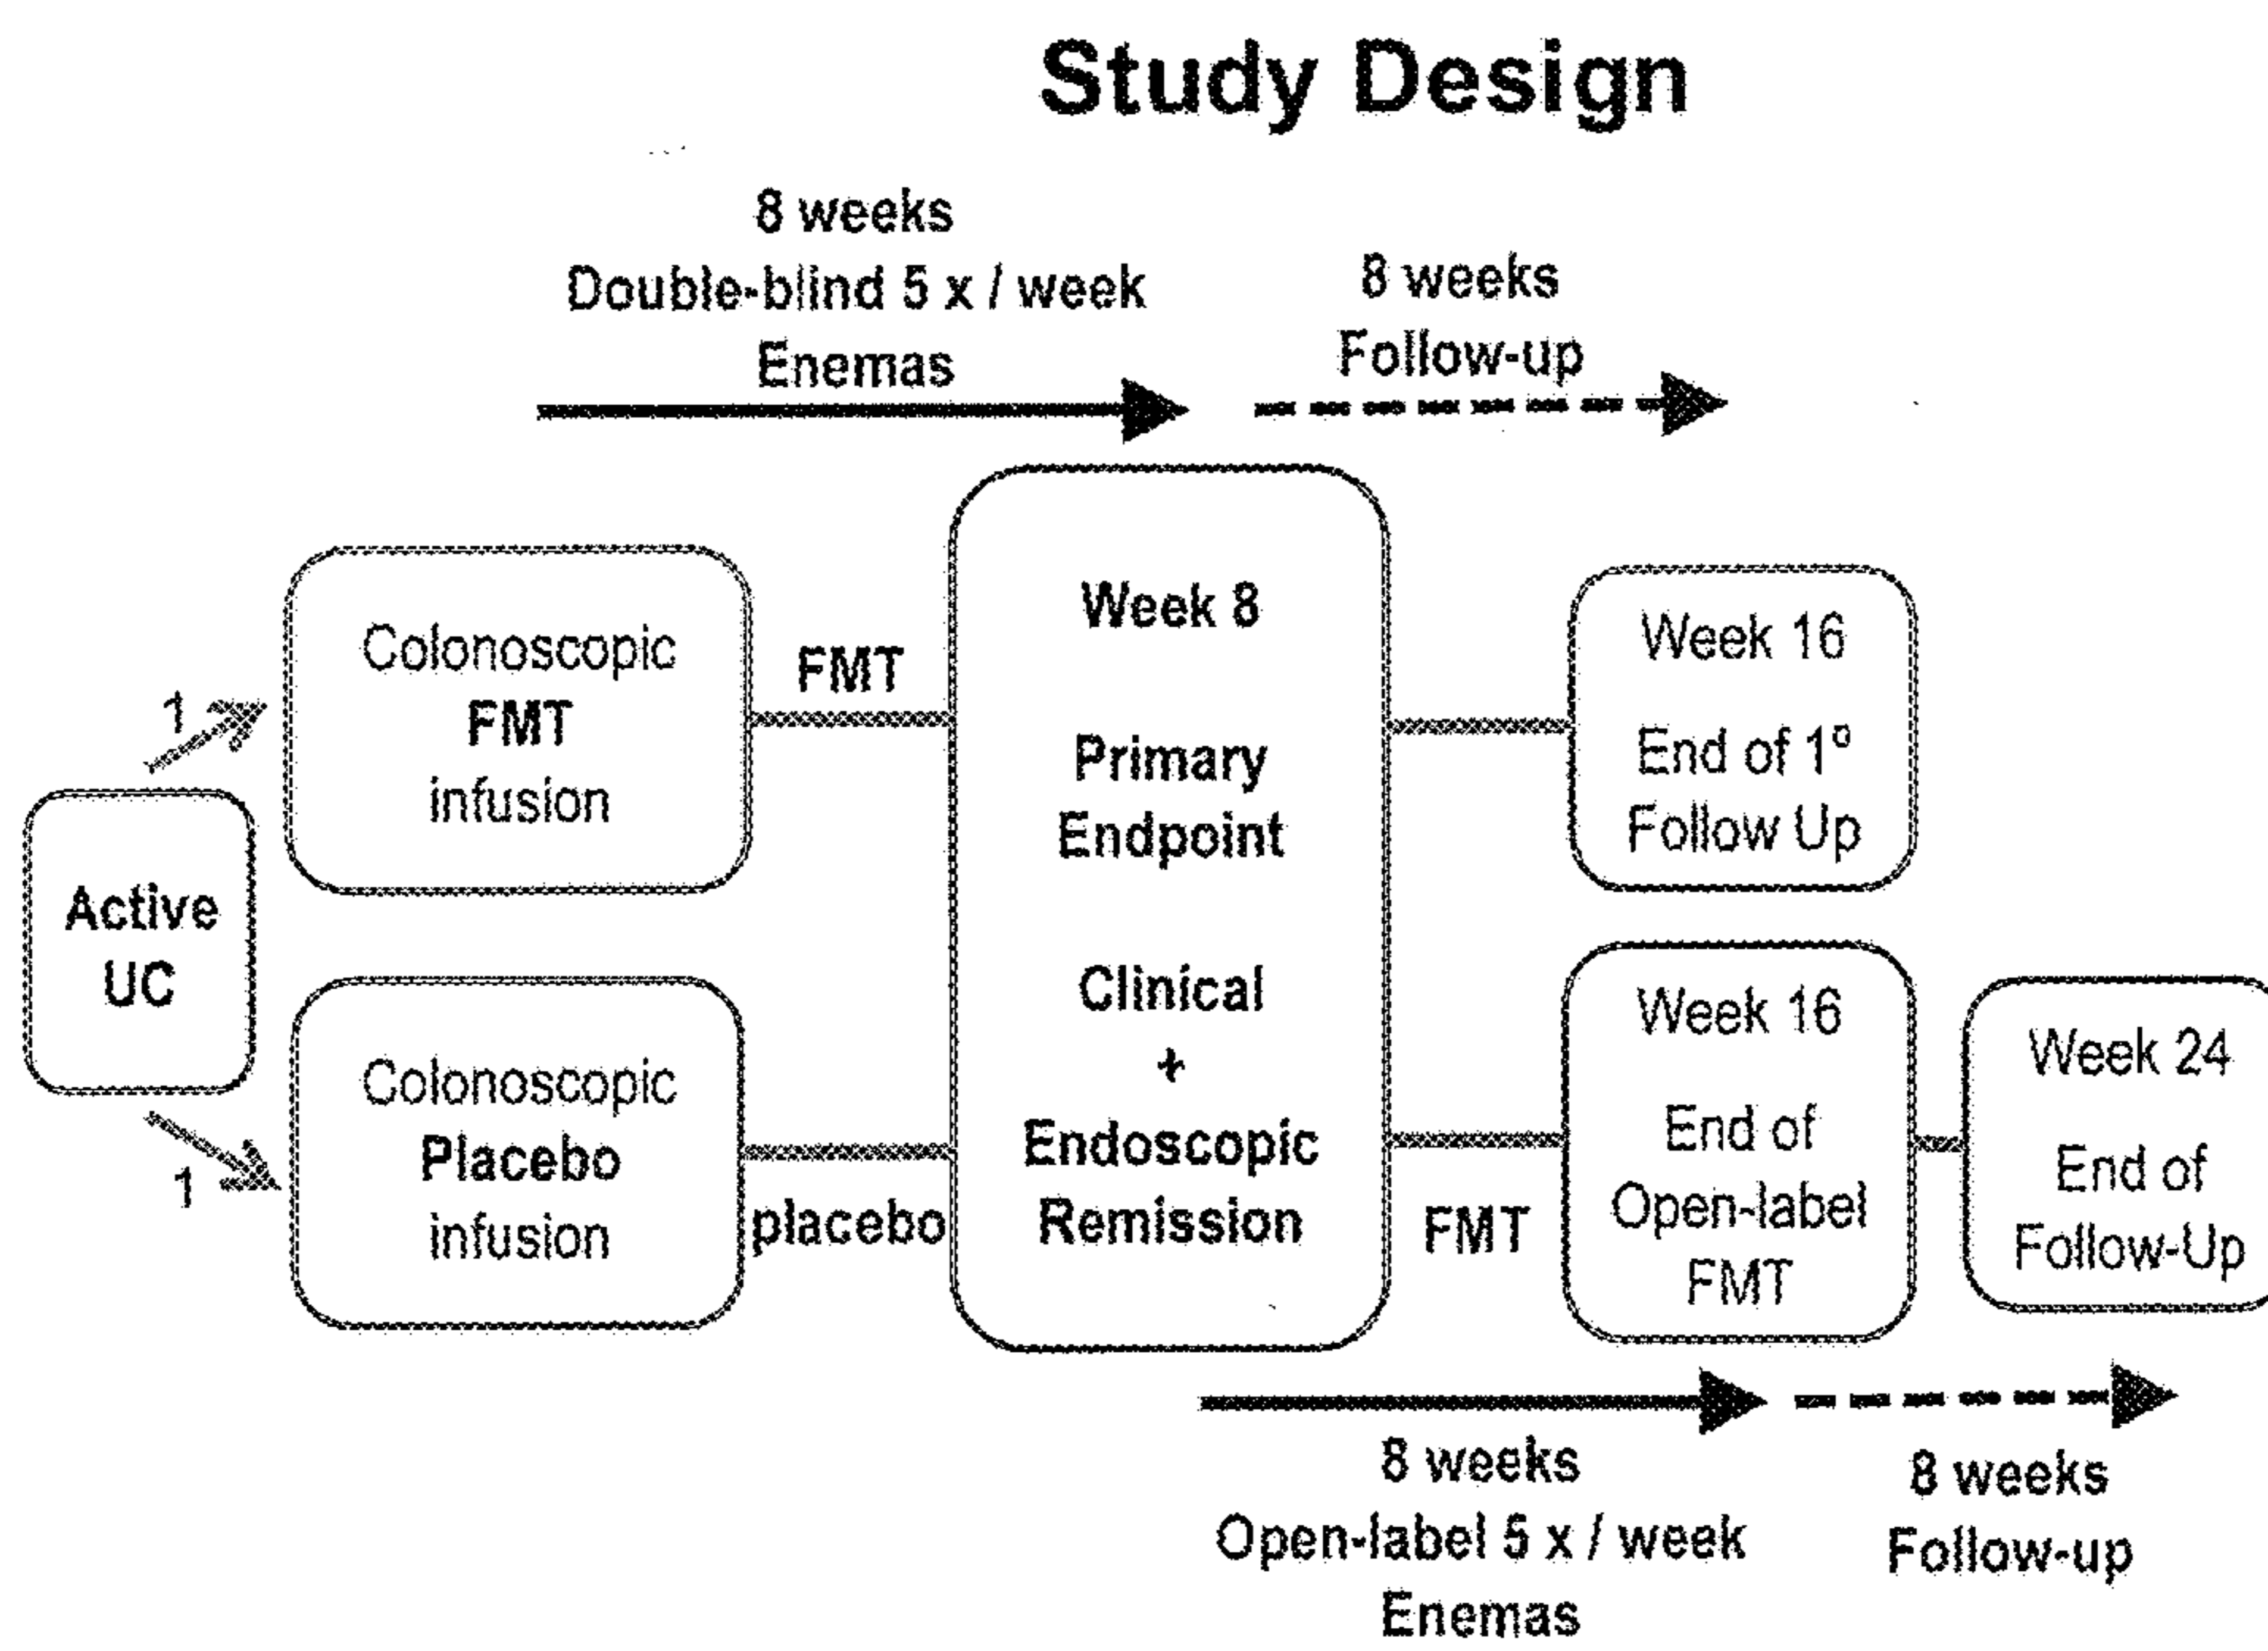 Study Design
8 weeks
Double-blind 5 x / week
Enemas
8 weeks
Follow-up
Active
UC
1
1
Colonoscopic
FMT
infusion
FMT
Colonoscopic
Placebo
infusion
placebo
Week 8
Primary
Endpoint
Clinical
+
Endoscopic
Remission
Week 16
End of 1º
Follow Up
FMT
Week 16
End of
Open-label
FMT
Week 24
End of
Follow-Up
8 weeks
Open-label 5 x / week
Enemas
8 weeks
Follow-up